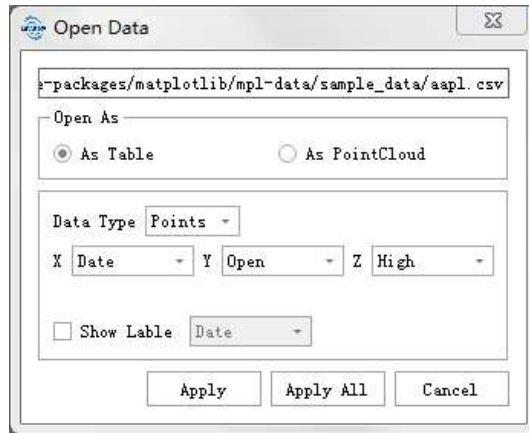 Open Data
e-packages/matplotlib/mpl-data/sample_data/aapl.csv
Open As
As Table As PointCloud
Data Type Points
X Date Y Open Z High
Show Lable Date
Apply Apply All Cancel